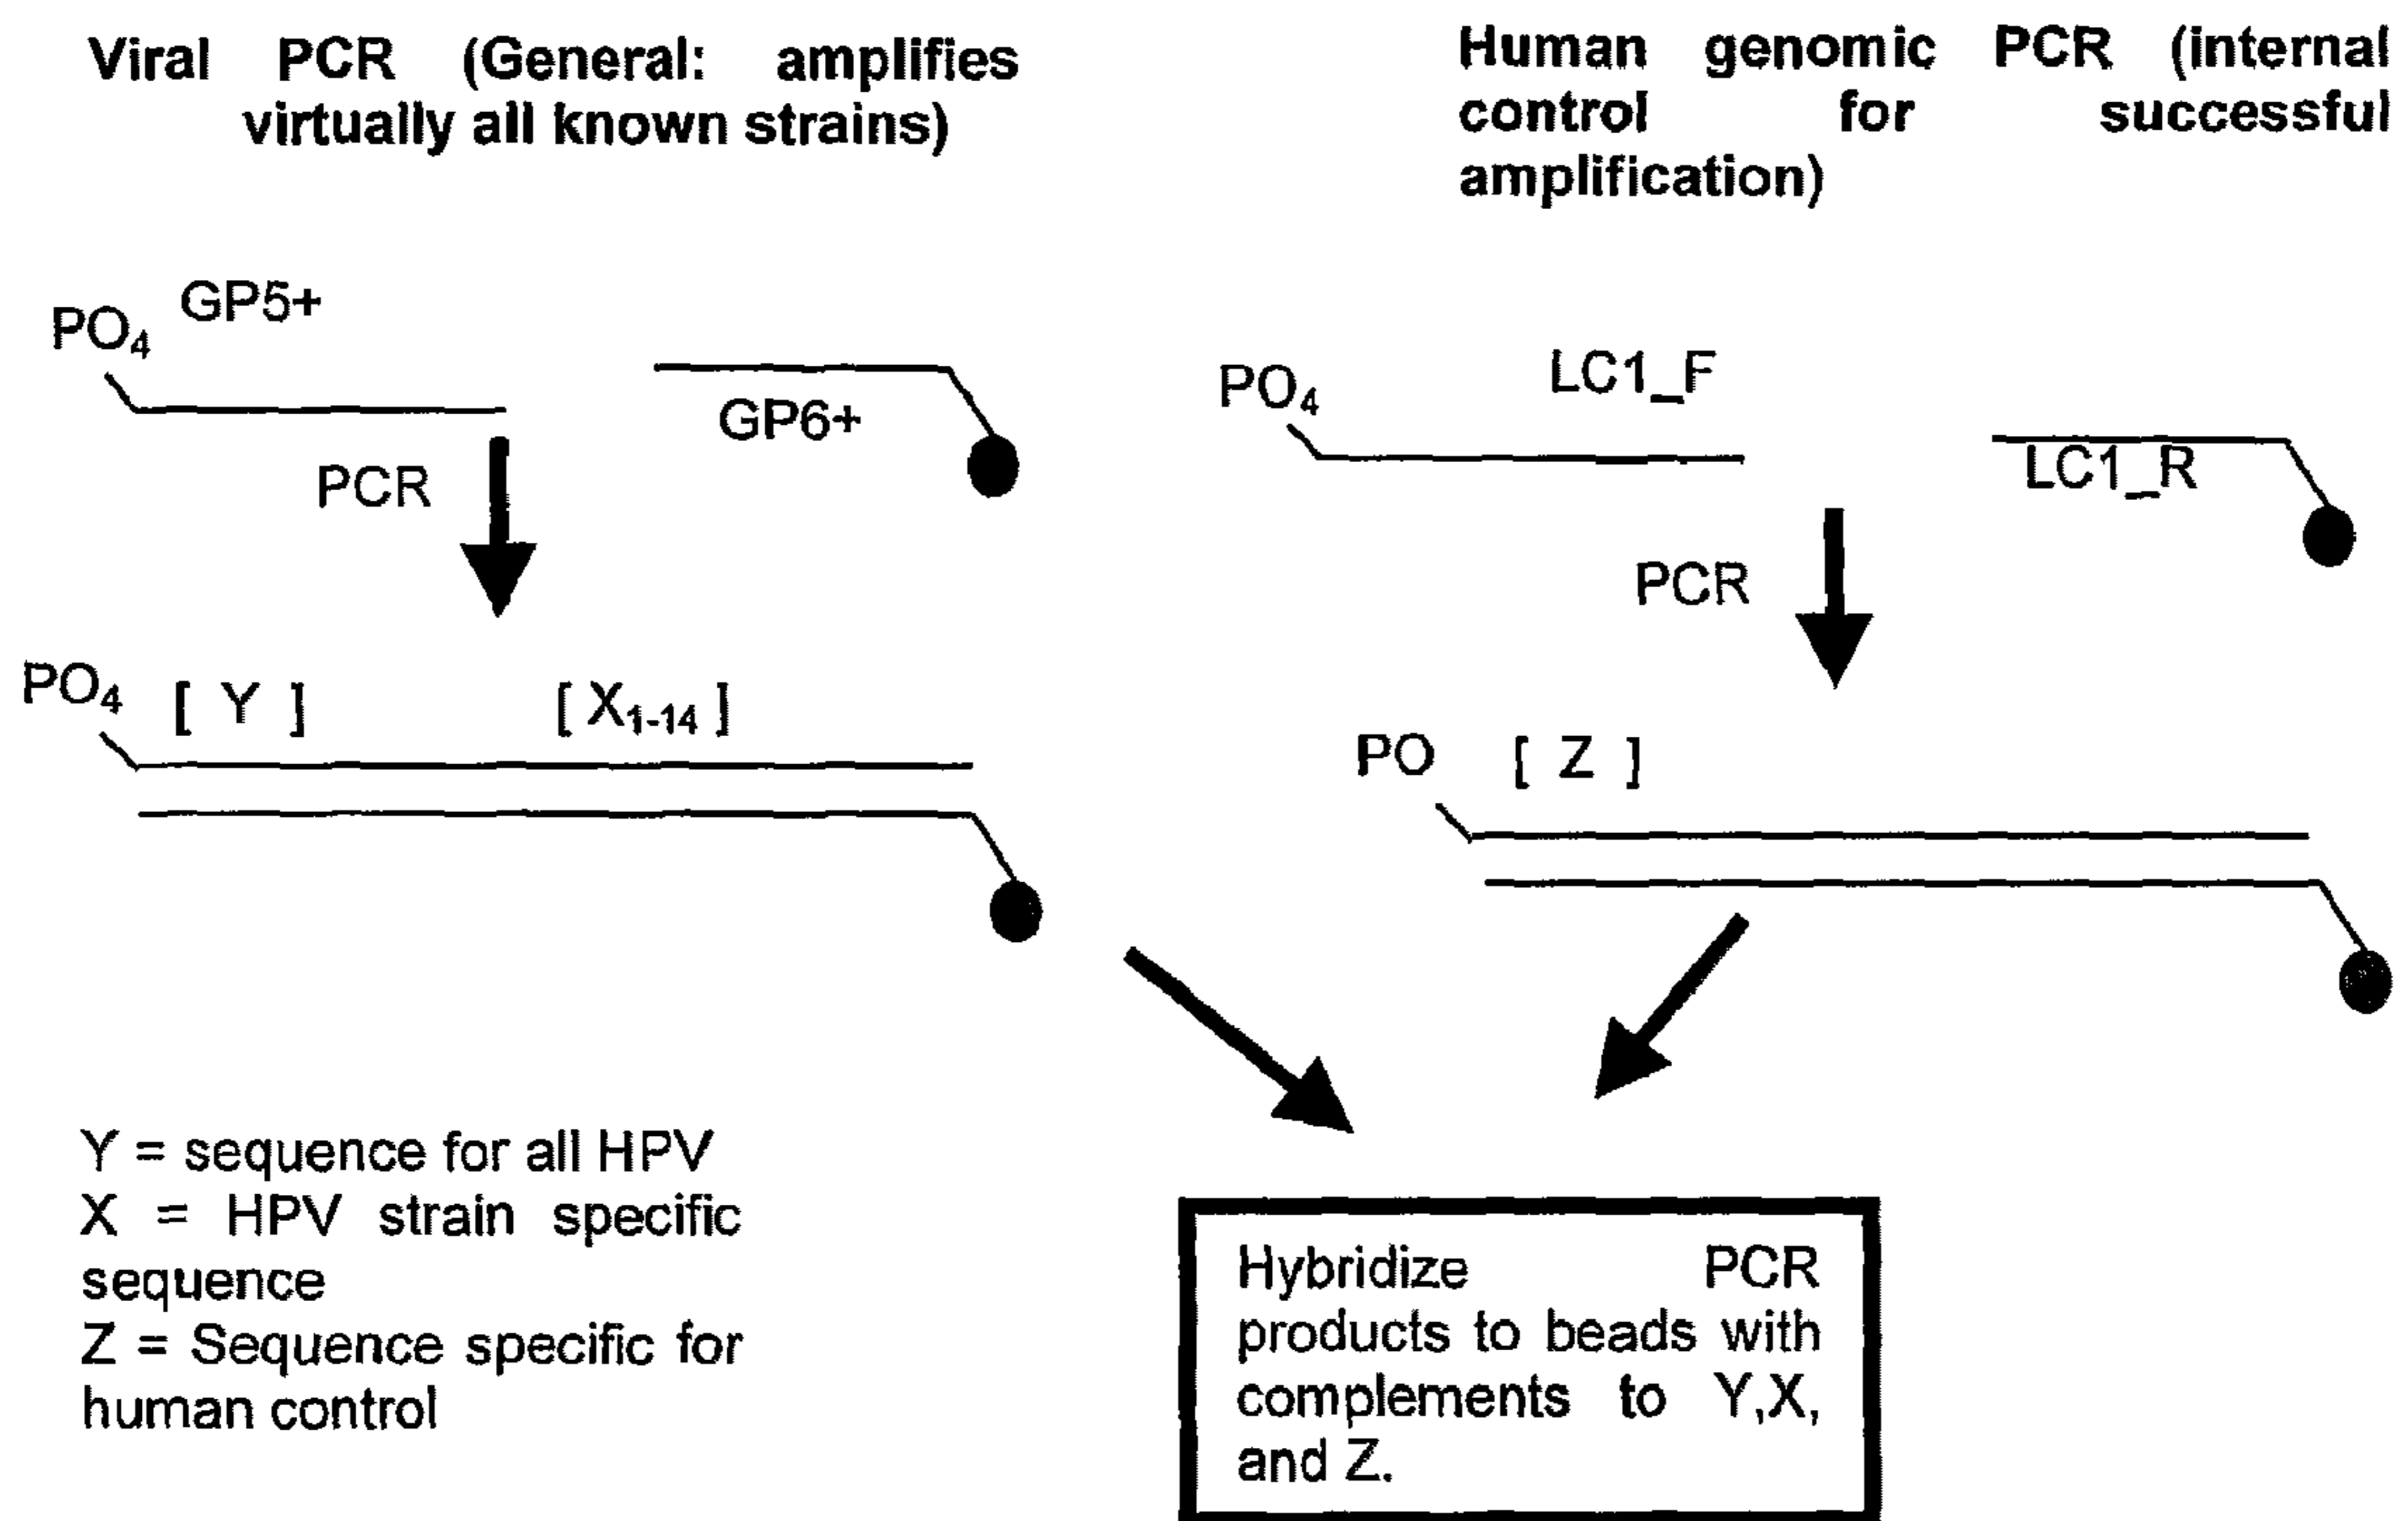 Viral PCR (General: amplifies
virtually all known strains)
Human genomic PCR (internal
control for successful
amplification)
PO₄ GP5+
GP6+
PCR
PO₄ LC1_F
LC1_R
PCR
PO₄ [ Y ] [ X₁₋₁₄ ]
PO [ Z ]
Y = sequence for all HPV
X = HPV strain specific
sequence
Z = Sequence specific for
human control
Hybridize PCR
products to beads with
complements to Y,X,
and Z.